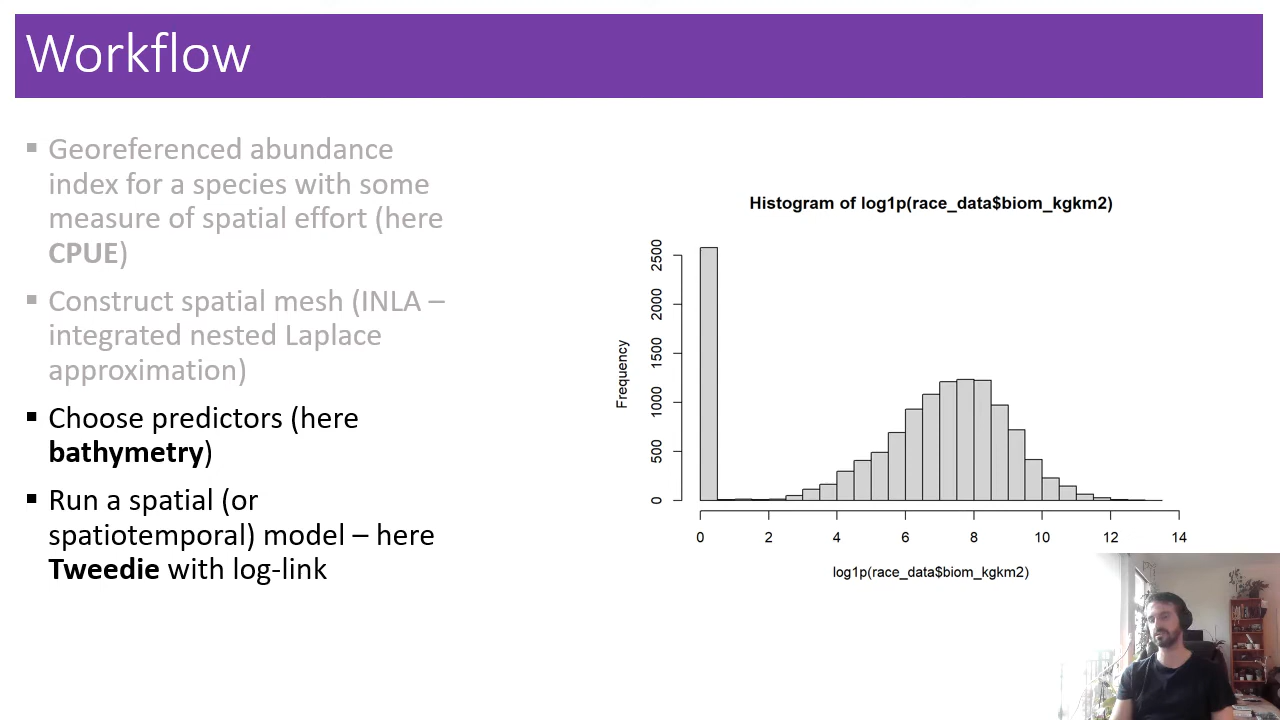 Workflow
▪ Georeferenced abundance
index for a species with some
measure of spatial effort (here
CPUE)
▪ Construct spatial mesh (INLA –
integrated nested Laplace
approximation)
▪ Choose predictors (here
bathymetry)
▪ Run a spatial (or
spatiotemporal) model – here
Tweedie with log-link
Histogram of log1p(race_data$biom_kgkm2)
Frequency
2500
2000
1500
1000
500
0
0 2 4 6 8 10 12 14
log1p(race_data$biom_kgkm2)